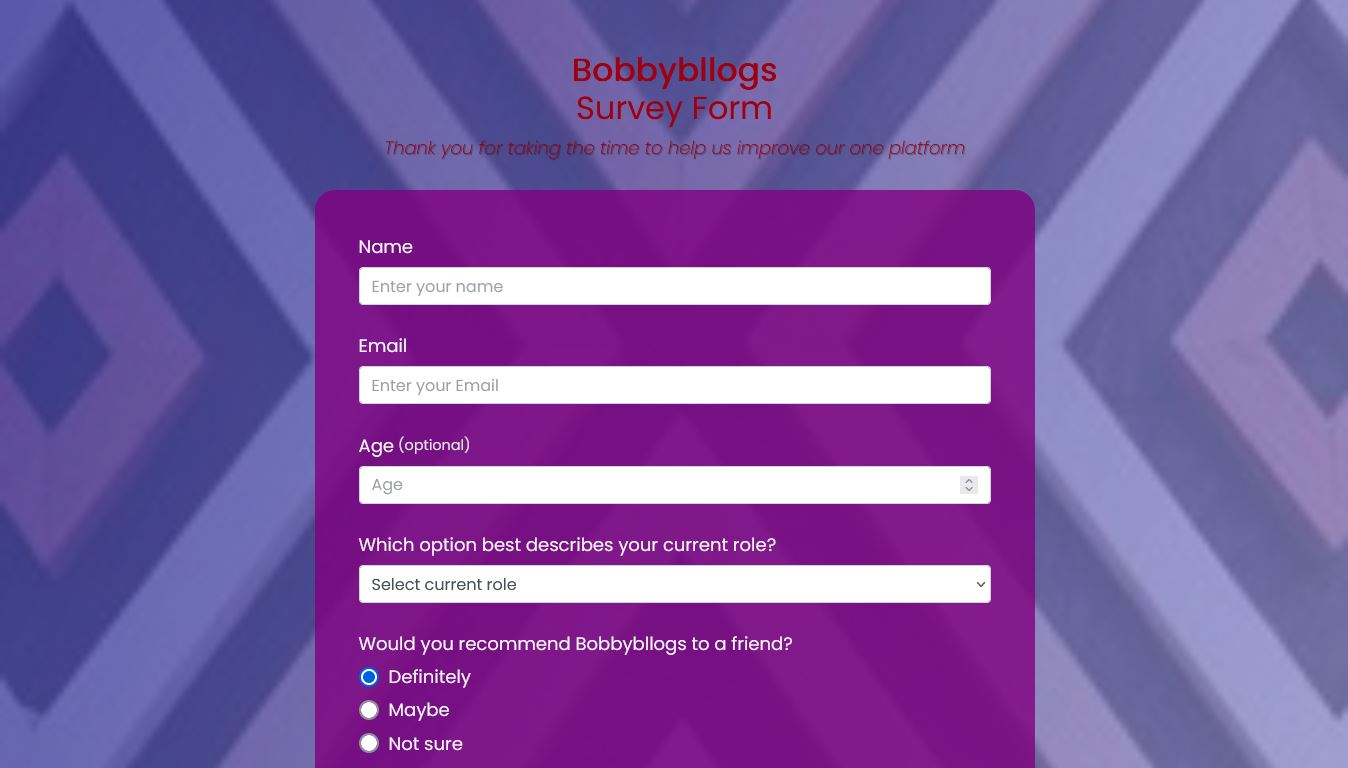 Bobbybllogs
Survey Form
Thank you for taking the time to help us improve our one platform
Name
Enter your name
Email
Enter your Email
Age (optional)
Age
Which option best describes your current role?
Select current role
Would you recommend Bobbybllogs to a friend?
Definitely
Maybe
Not sure